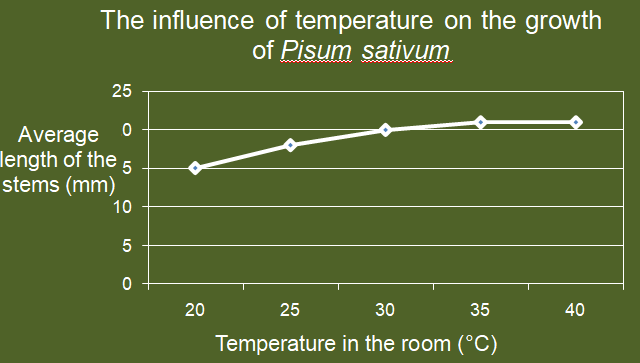 The influence of temperature on the growth
of Pisum sativum
25
0
5
10
5
0
Average
length of the
stems (mm)
20 25 30 35 40
Temperature in the room (°C)